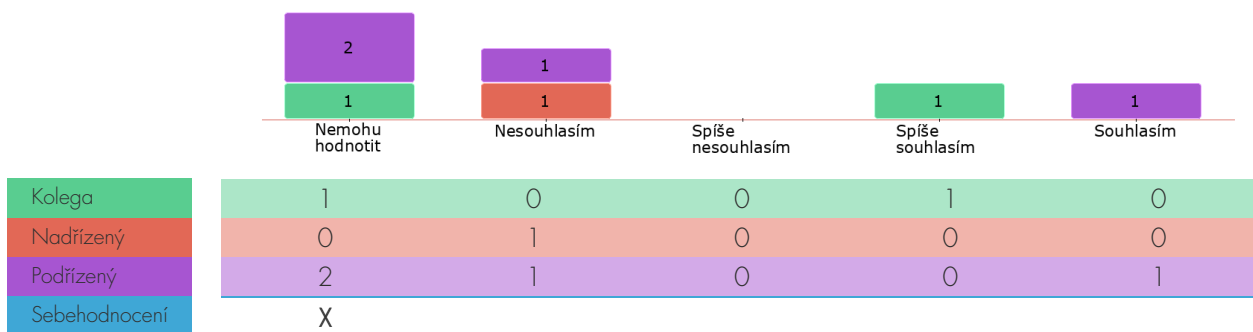 2
1
1
1
1
1
Nemohu hodnotit
Nesouhlasím
Spíše nesouhlasím
Spíše souhlasím
Souhlasím
Kolega 1 0 0 1 0
Nadřízený 0 1 0 0 0
Podřízený 2 1 0 0 1
Sebehodnocení X